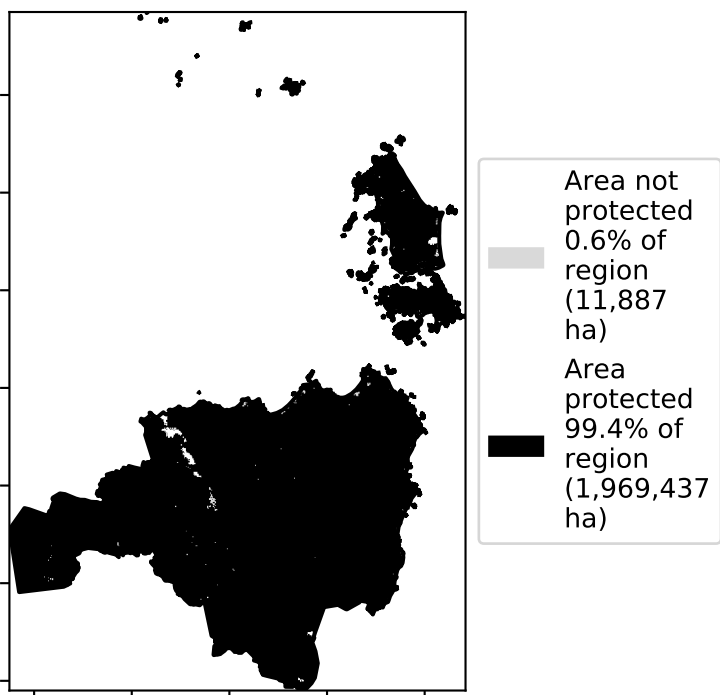 Area not
protected
0.6% of
region
(11,887
ha)
Area
protected
99.4% of
region
(1,969,437
ha)